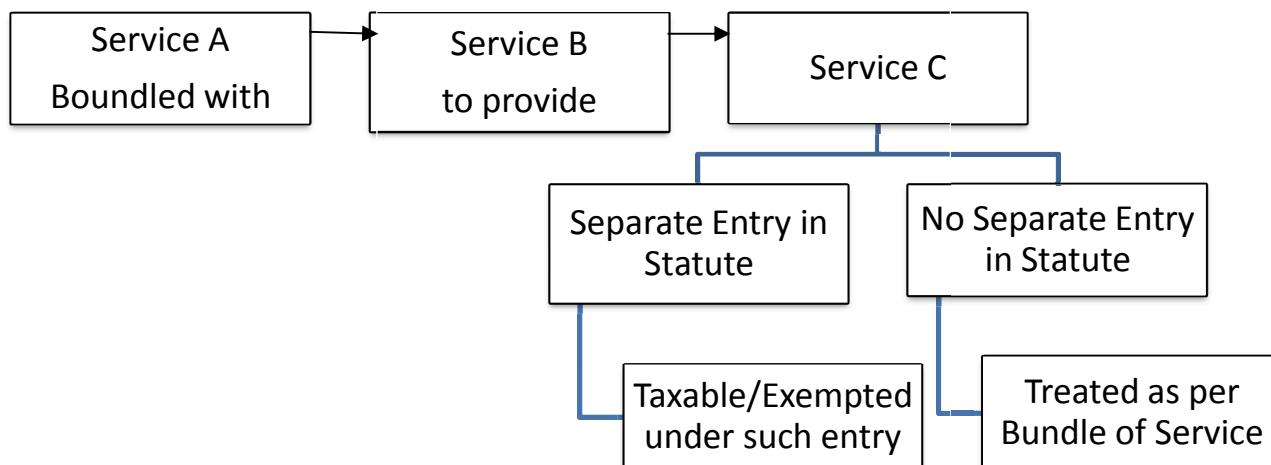 Service A
Boundled with
Service B
to provide
Service C
Separate Entry in
Statute
No Separate Entry
in Statute
Taxable/Exempted
under such entry
Treated as per
Bundle of Service